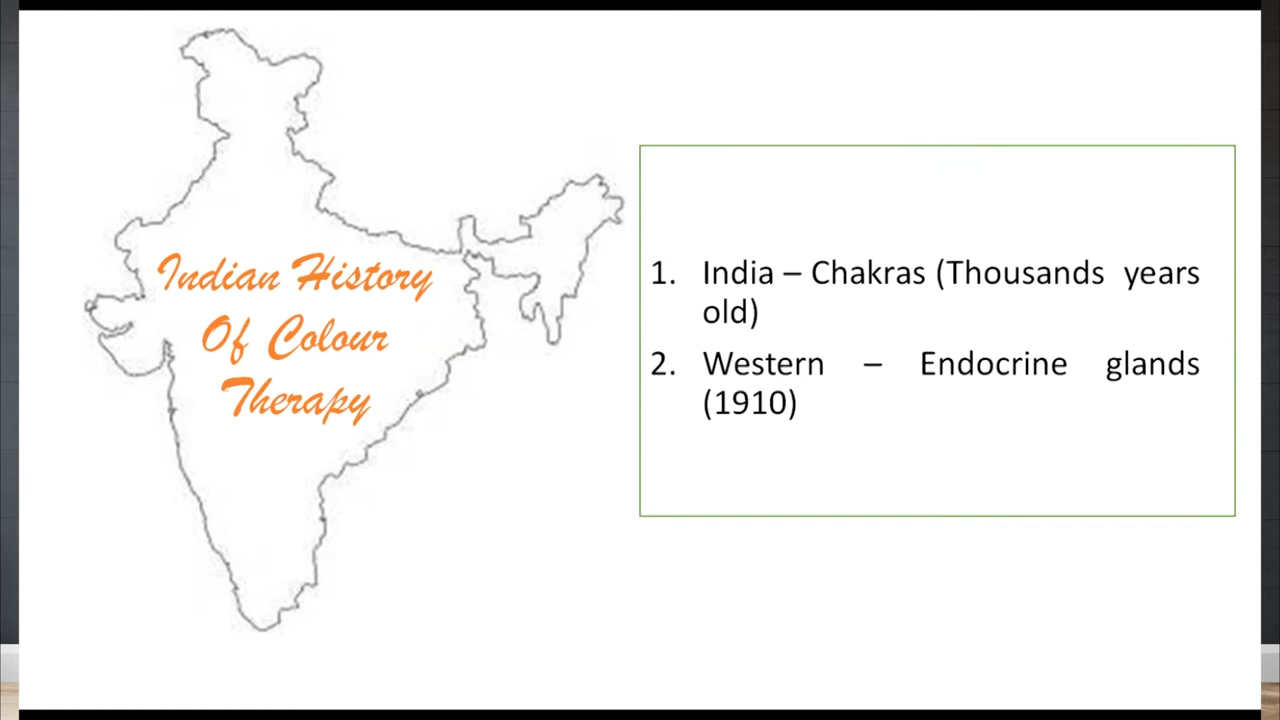 Indian History
Of Colour
Therapy
1. India – Chakras (Thousands years
old)
2. Western – Endocrine glands
(1910)